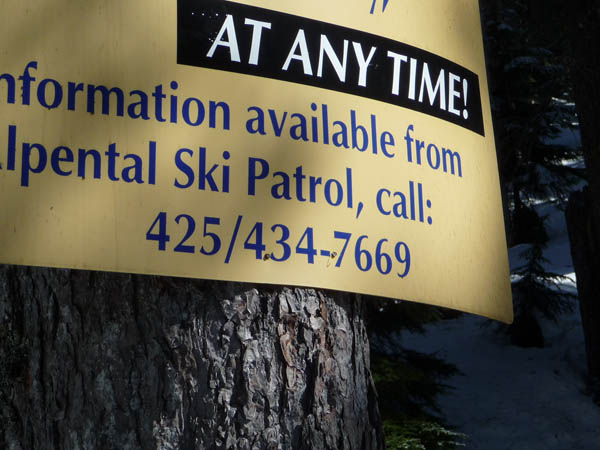 AT ANY TIME!
nformation available from
lpental Ski Patrol, call:
425/434-7669